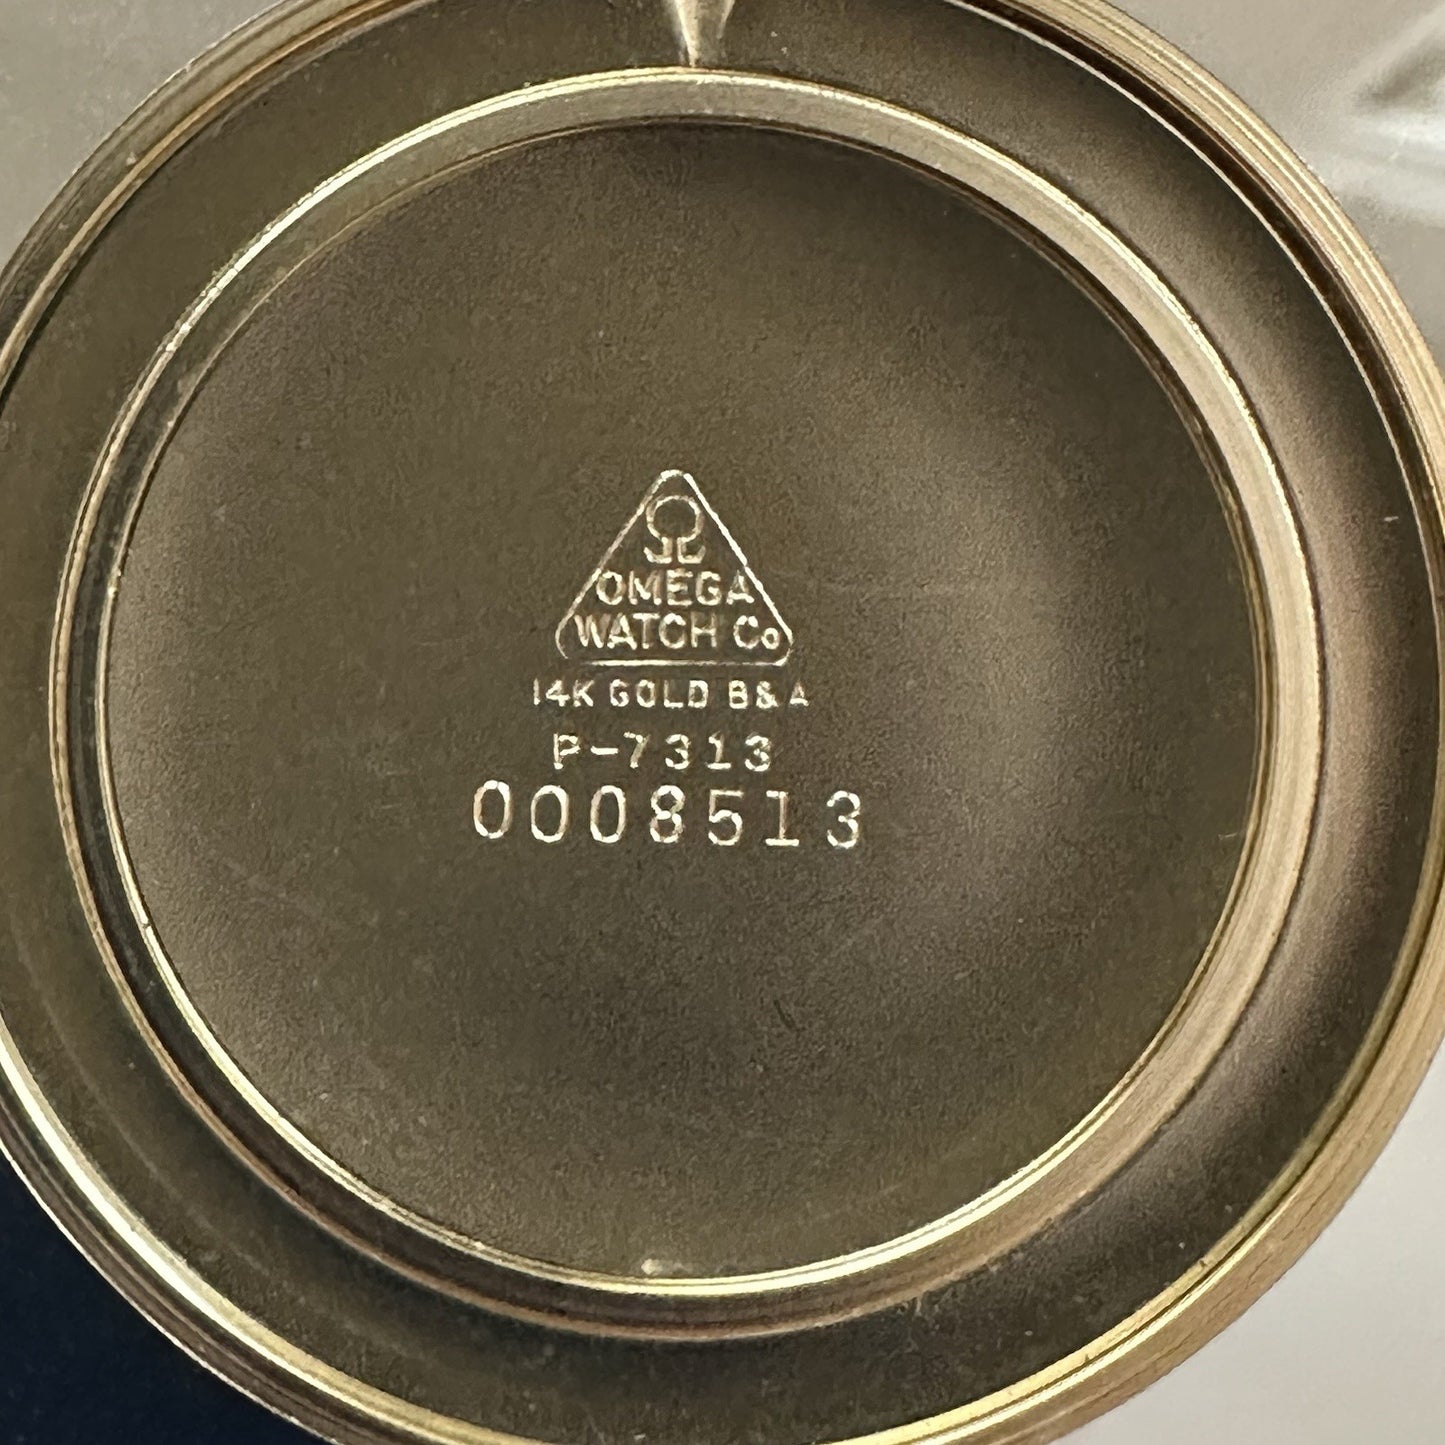 Ω
OMEGA
WATCH Co
14K GOLD B&A
P-7313
0008513